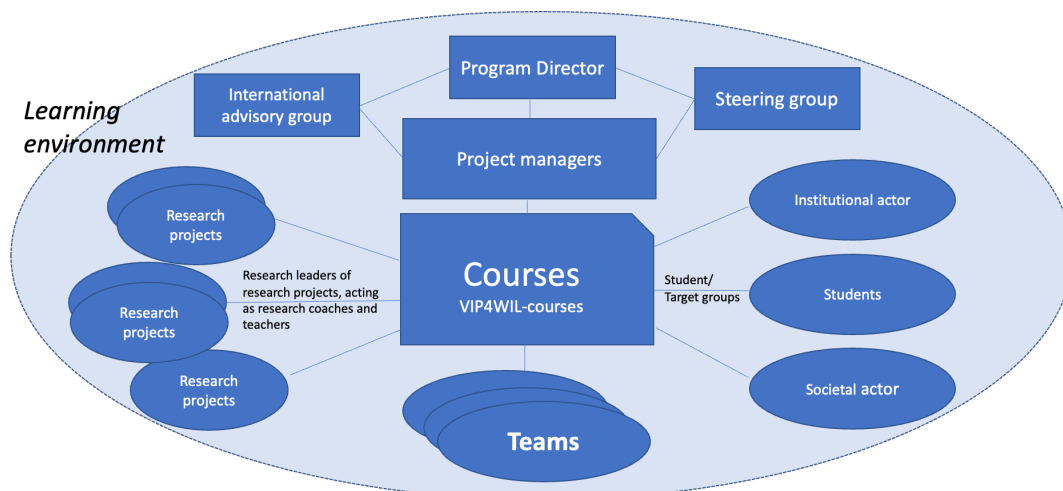 Program Director
International
advisory group
Steering group
Learning
environment
Project managers
Research
projects
Institutional actor
Courses
VIP4WIL-courses
Research leaders of
research projects, acting
as research coaches and
teachers
Student/
Target groups
Research
projects
Students
Research
projects
Societal actor
Teams